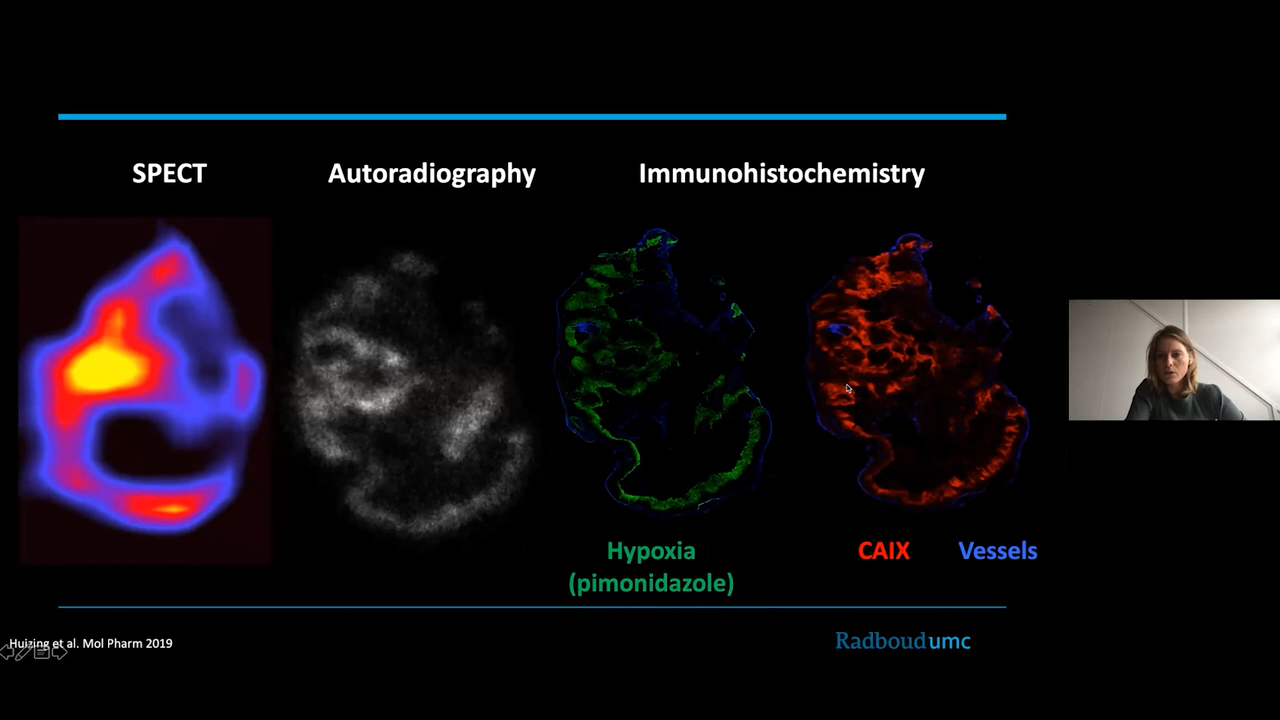 SPECT
Autoradiography
Immunohistochemistry
Hypoxia
(pimonidazole)
CAIX
Vessels
Huizing et al. Mol Pharm 2019
Radboudumc